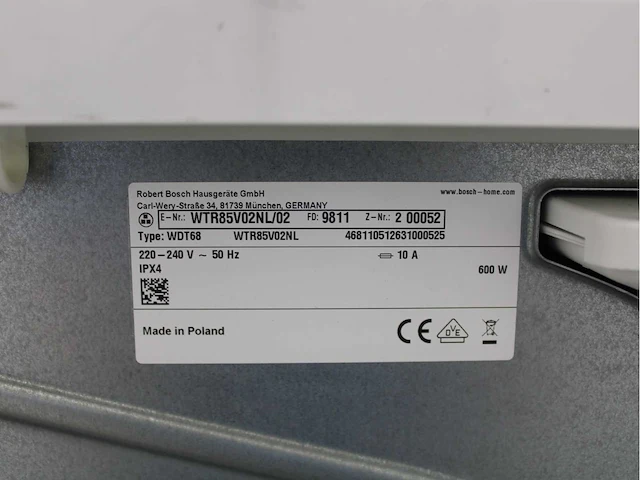 Robert Bosch Hausgeräte GmbH www.bosch-home.com
Carl-Wery-Straße 34, 81739 München, GERMANY
E-Nr.: WTR85V02NL/02 FD: 9811 Z-Nr.: 2 00052
Type: WDT68 WTR85V02NL 468110512631000525
220-240 V ~ 50 Hz 10 A
IPX4 600 W
Made in Poland CE DVE